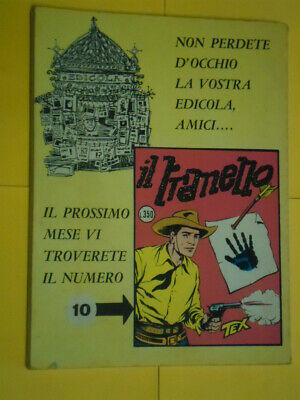 EDICOLA
NON PERDETE
D'OCCHIO
LA VOSTRA
EDICOLA,
AMICI....
il tranello
L. 350
IL PROSSIMO
MESE VI
TROVERETE
IL NUMERO
10
TEX